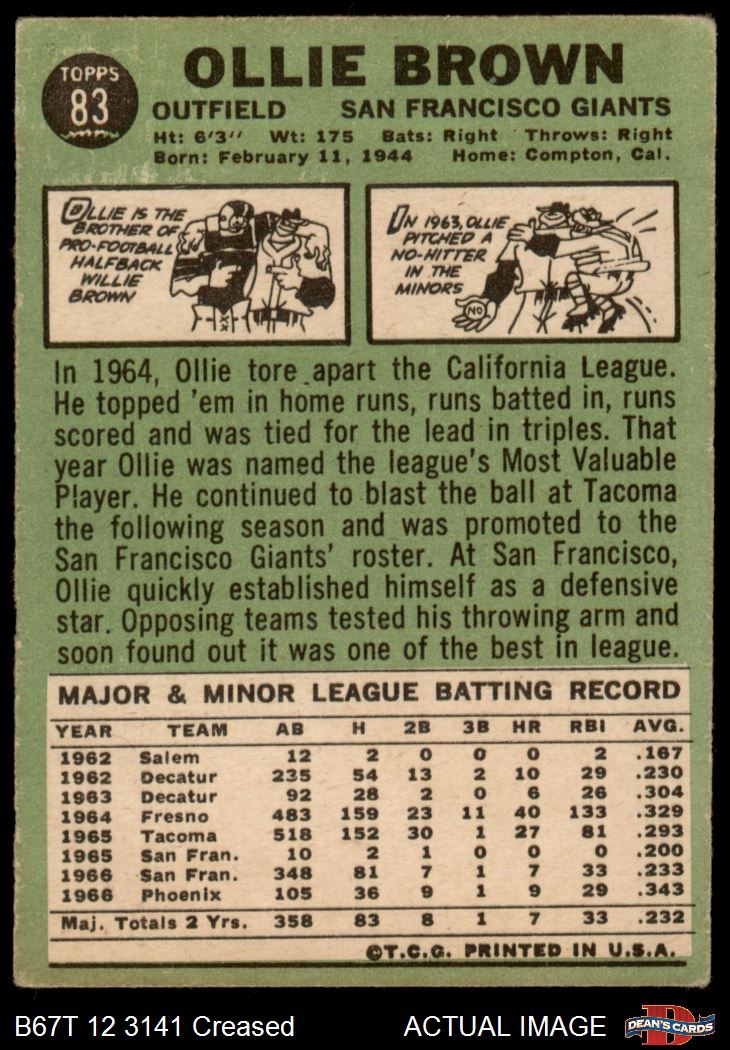 TOPPS
83
OLLIE BROWN
OUTFIELD SAN FRANCISCO GIANTS
Ht: 6'3" Wt: 175 Bats: Right Throws: Right
Born: February 11, 1944 Home: Compton, Cal.
OLLIE IS THE
BROTHER OF
PRO-FOOTBALL
HALFBACK
WILLIE
BROWN
IN 1963, OLLIE
PITCHED A
NO-HITTER
IN THE
MINORS
NO
In 1964, Ollie tore apart the California League.
He topped 'em in home runs, runs batted in, runs
scored and was tied for the lead in triples. That
year Ollie was named the league's Most Valuable
Player. He continued to blast the ball at Tacoma
the following season and was promoted to the
San Francisco Giants' roster. At San Francisco,
Ollie quickly established himself as a defensive
star. Opposing teams tested his throwing arm and
soon found out it was one of the best in league.
MAJOR & MINOR LEAGUE BATTING RECORD
YEAR TEAM AB H 2B 3B HR RBI AVG.
1962 Salem 12 2 0 0 0 2 .167
1962 Decatur 235 54 13 2 10 29 .230
1963 Decatur 92 28 2 0 6 26 .304
1964 Fresno 483 159 23 11 40 133 .329
1965 Tacoma 518 152 30 1 27 81 .293
1965 San Fran. 10 2 1 0 0 0 .200
1966 San Fran. 348 81 7 1 7 33 .233
1966 Phoenix 105 36 9 1 9 29 .343
Maj. Totals 2 Yrs. 358 83 8 1 7 33 .232
©T.C.G. PRINTED IN U.S.A.
B67T 12 3141 Creased ACTUAL IMAGE
D
DEAN'S CARDS